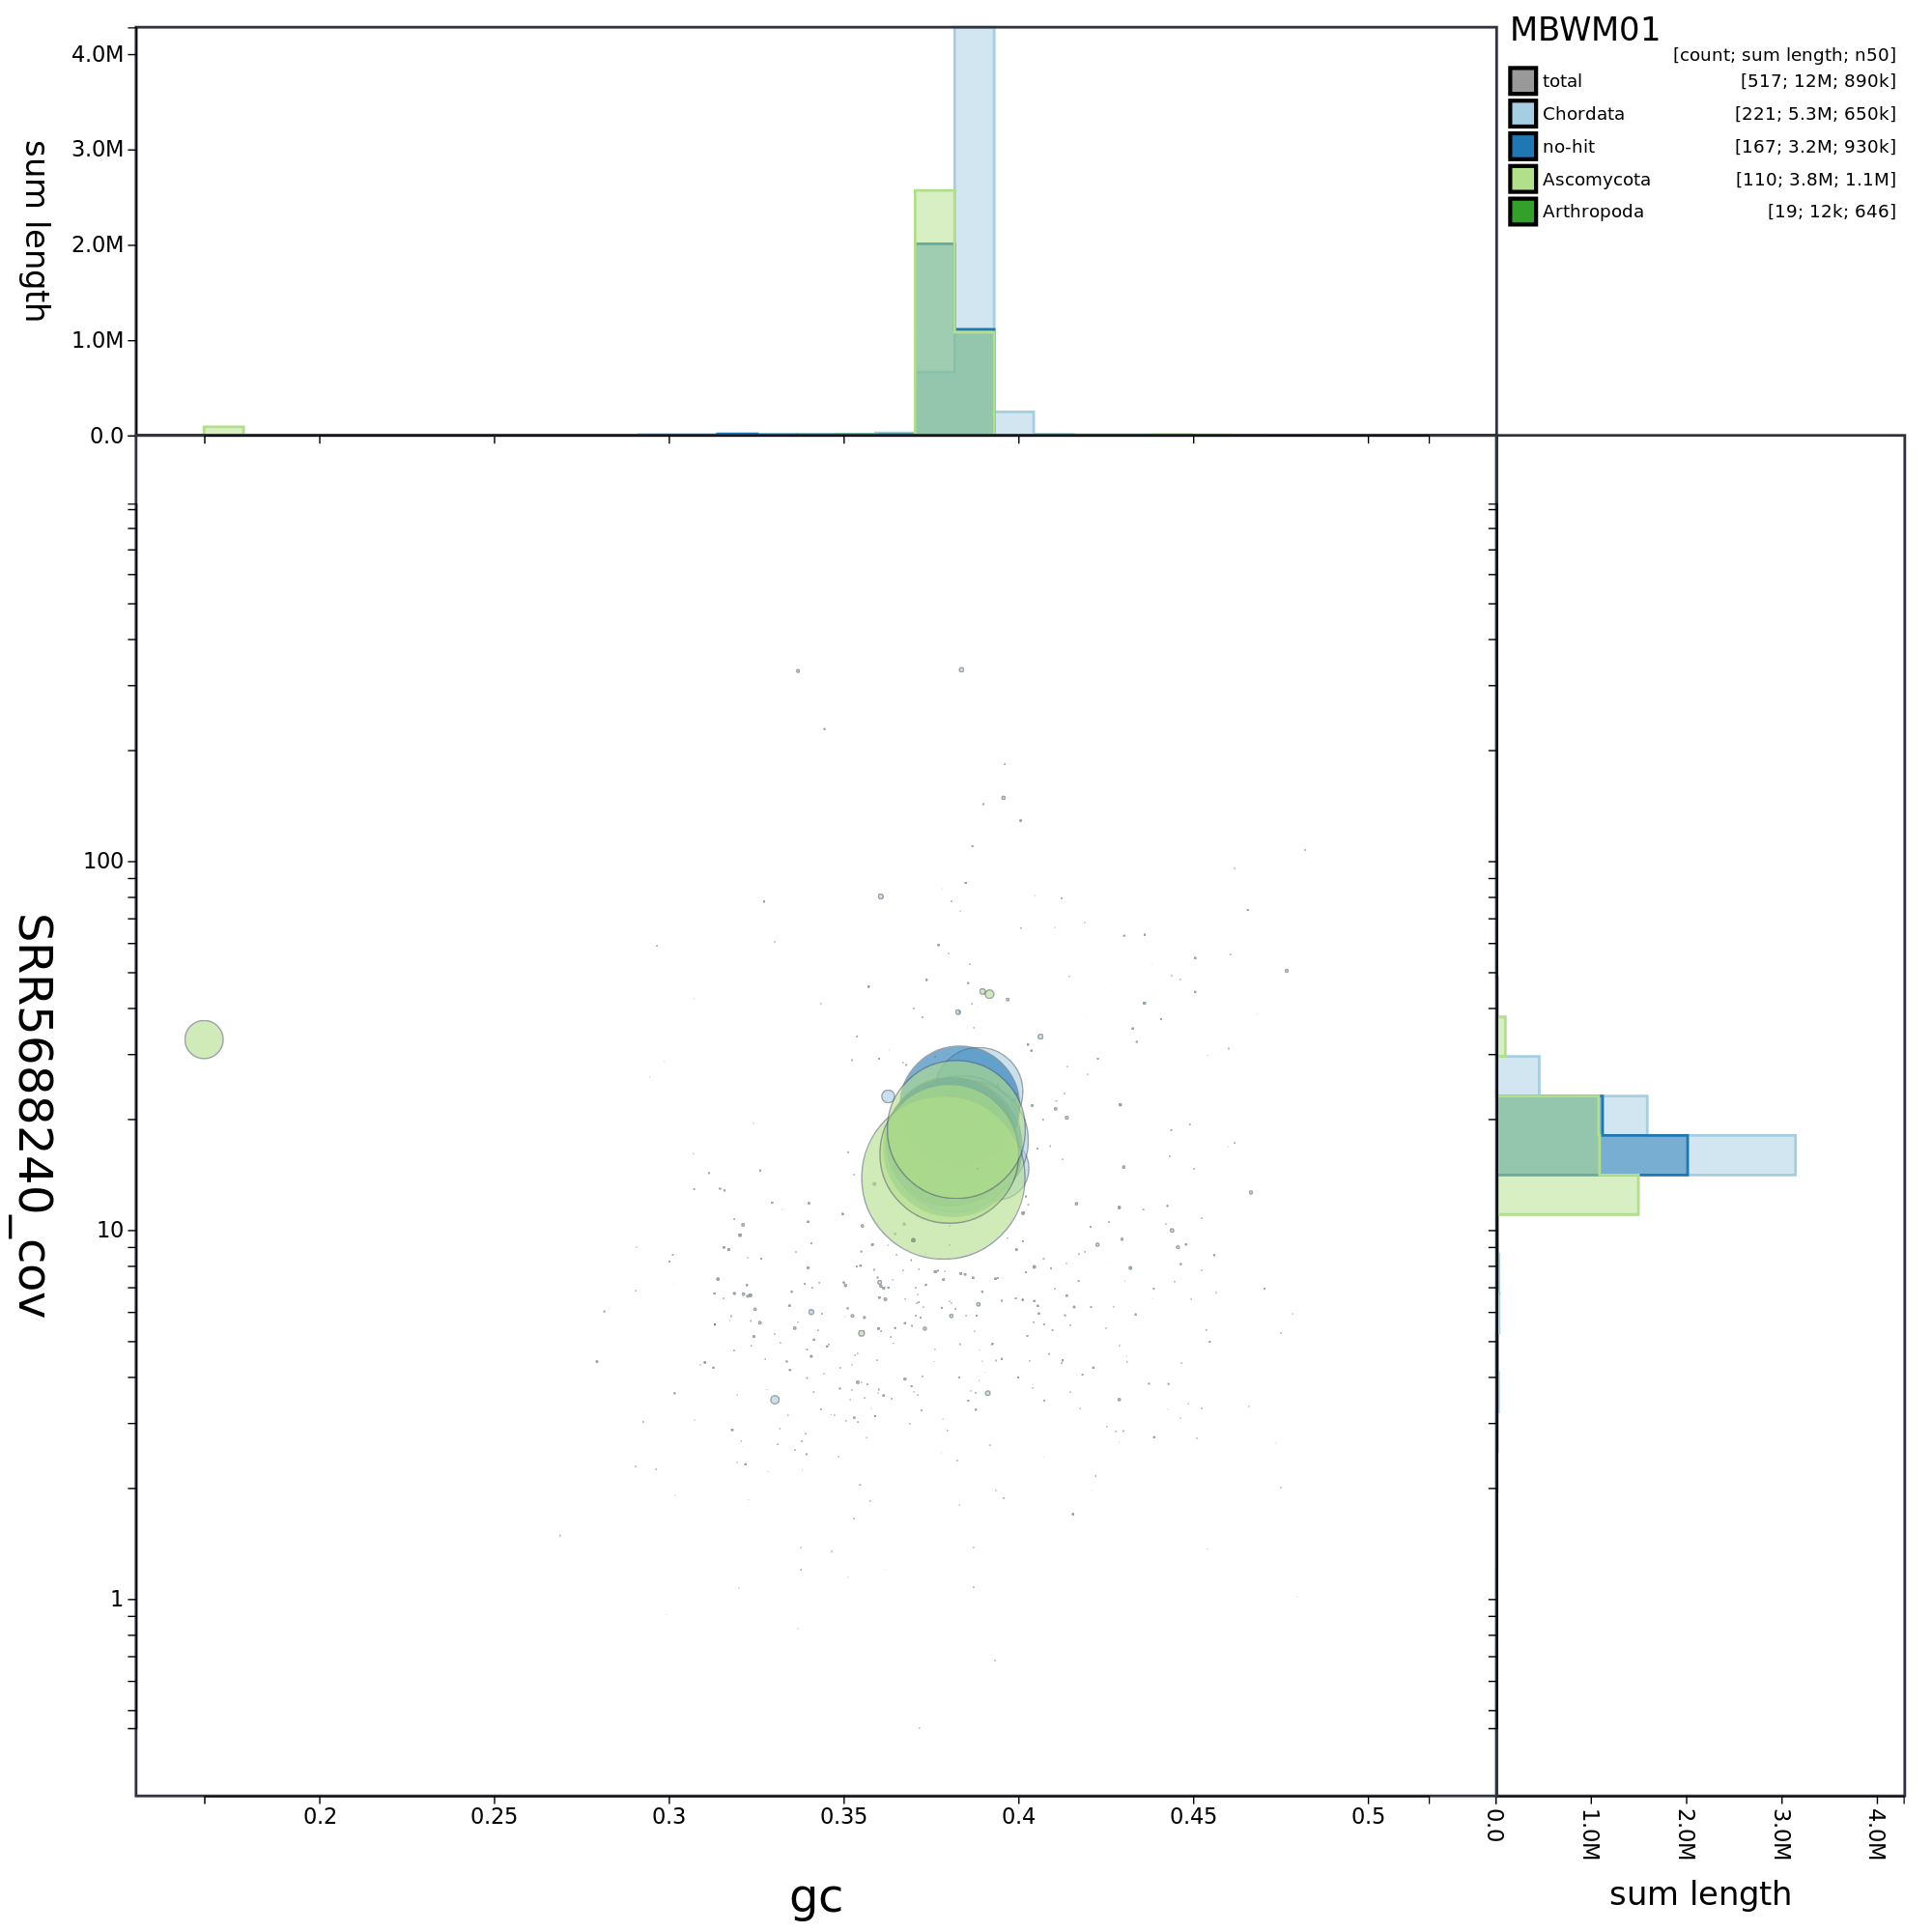 MBWM01
[count; sum length; n50]
total [517; 12M; 890k]
Chordata [221; 5.3M; 650k]
no-hit [167; 3.2M; 930k]
Ascomycota [110; 3.8M; 1.1M]
Arthropoda [19; 12k; 646]
sum length
4.0M
3.0M
2.0M
1.0M
0.0
SRR5688240_cov
100
10
1
0.2 0.25 0.3 0.35 0.4 0.45 0.5
gc
0.0 1.0M 2.0M 3.0M 4.0M
sum length